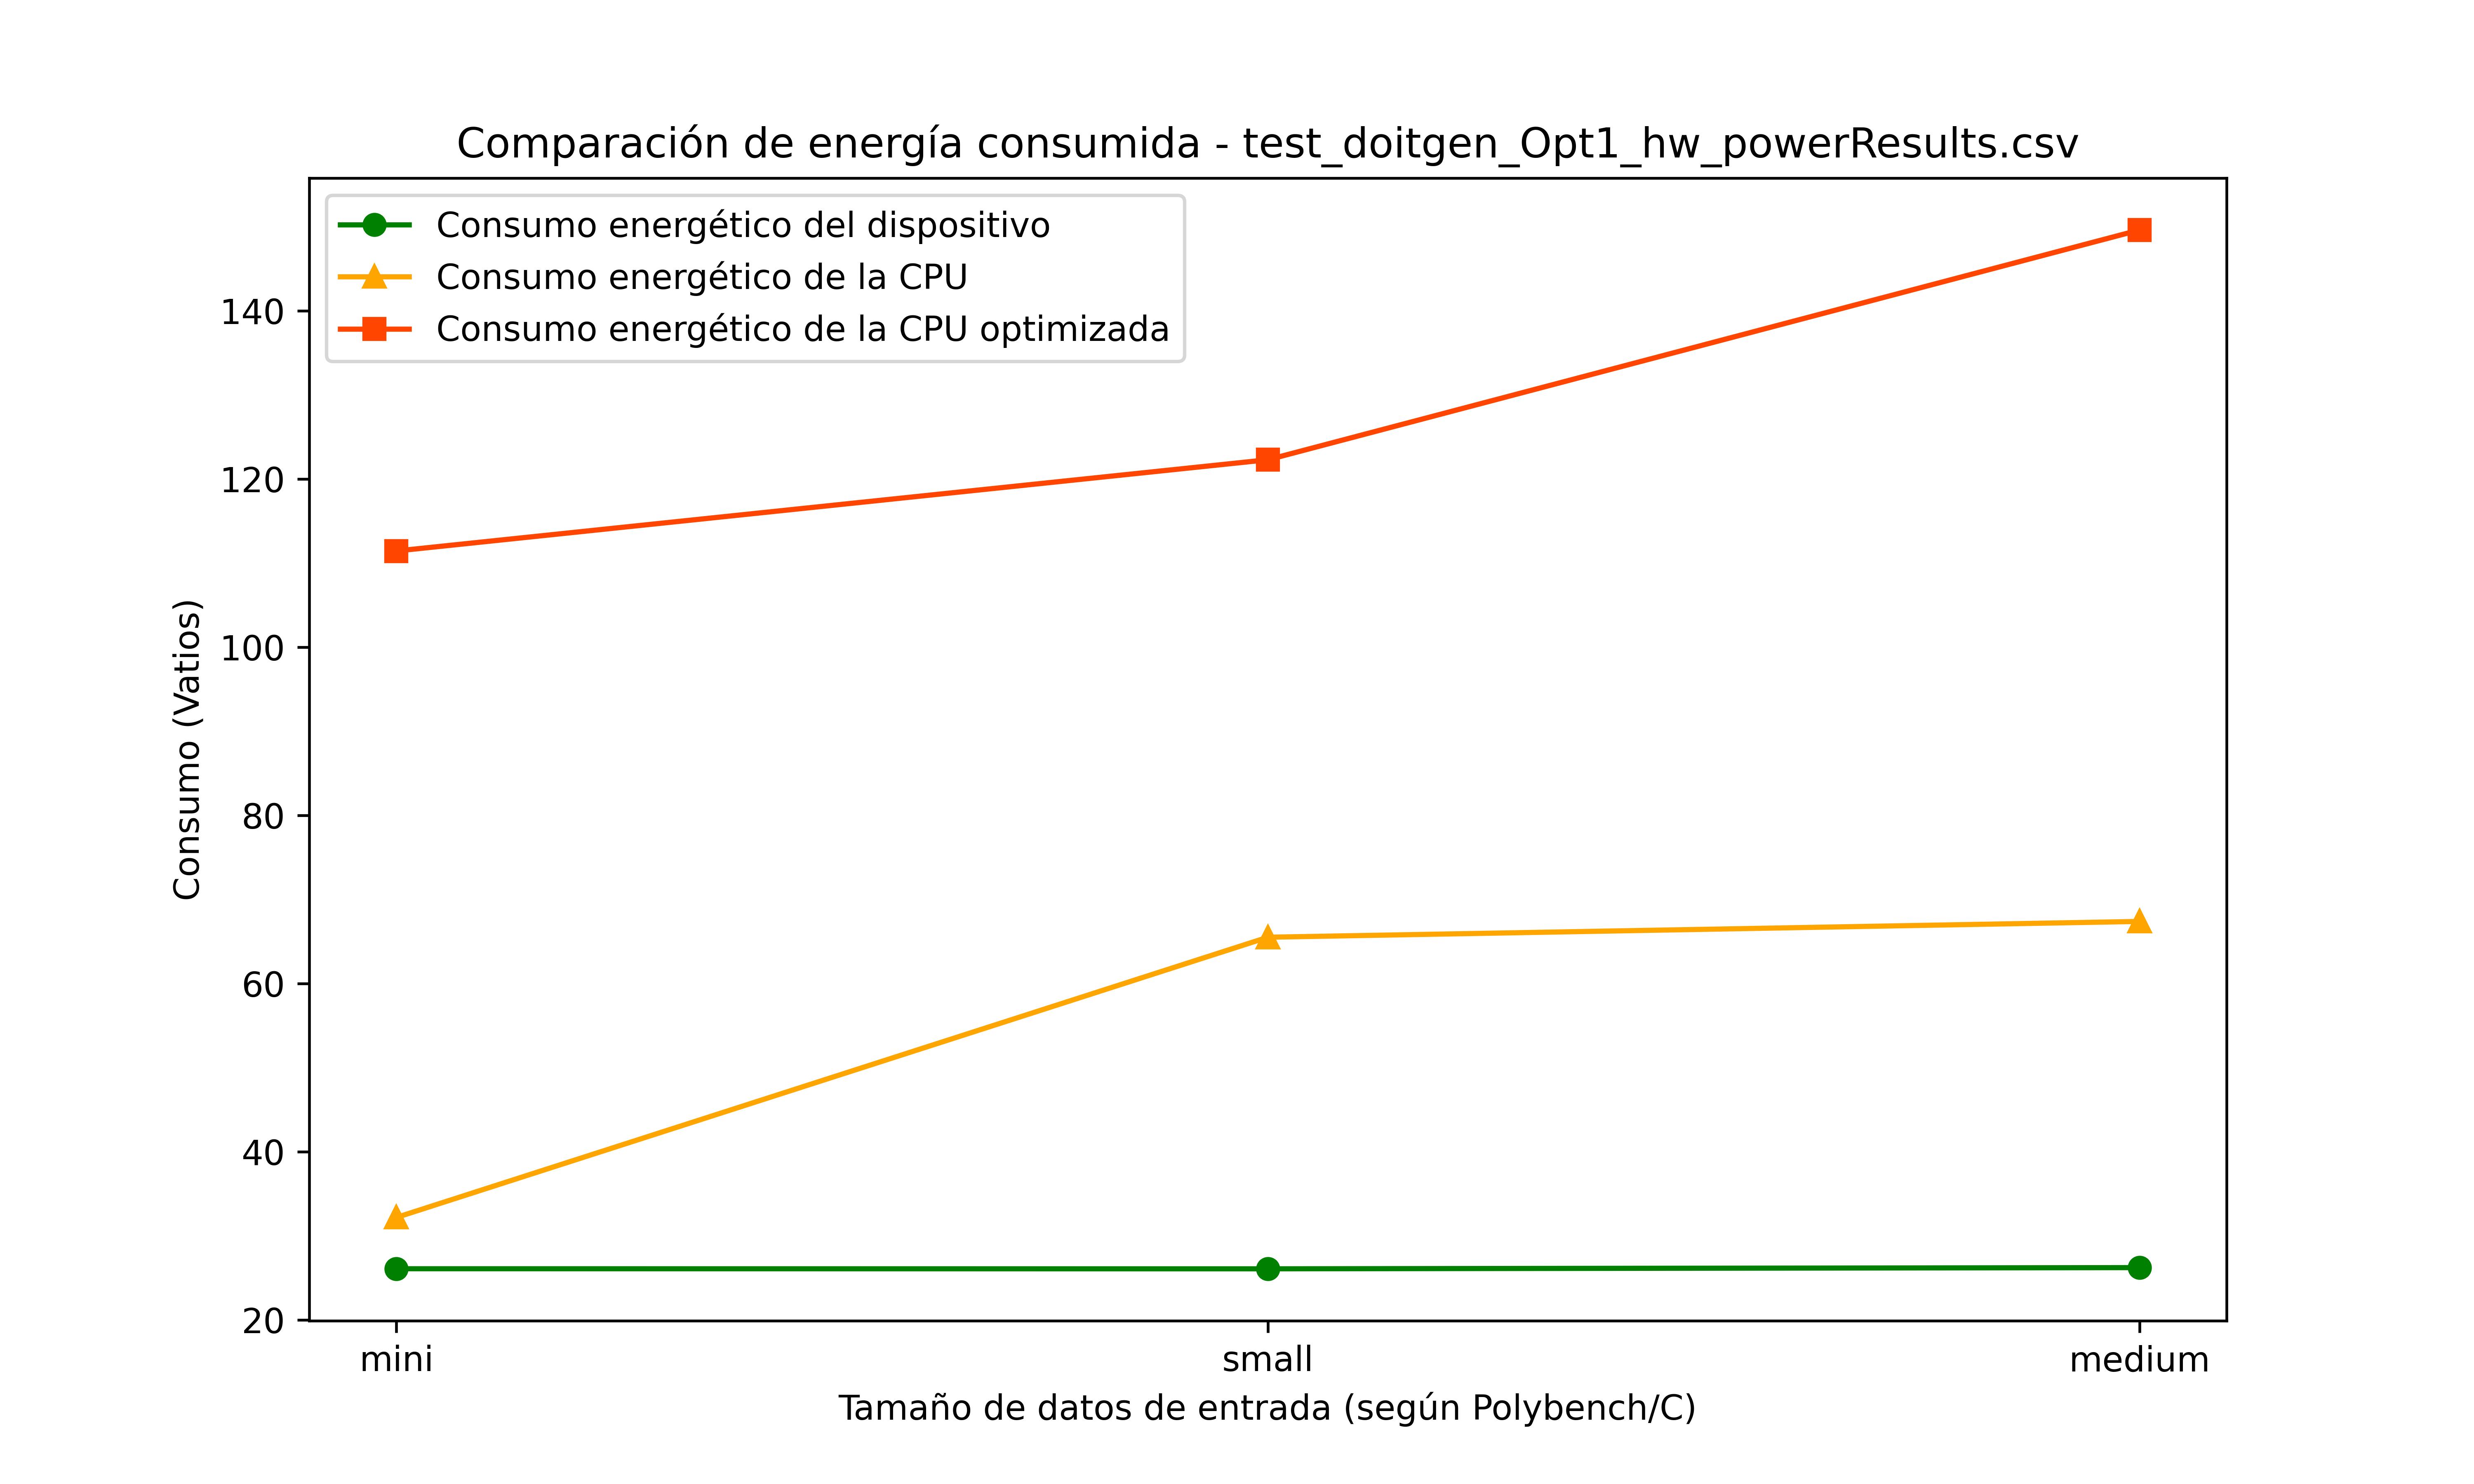 Comparación de energía consumida - test_doitgen_Opt1_hw_powerResults.csv
Consumo energético del dispositivo
Consumo energético de la CPU
Consumo energético de la CPU optimizada
140
120
100
80
60
40
20
Consumo (Vatios)
mini
small
medium
Tamaño de datos de entrada (según Polybench/C)